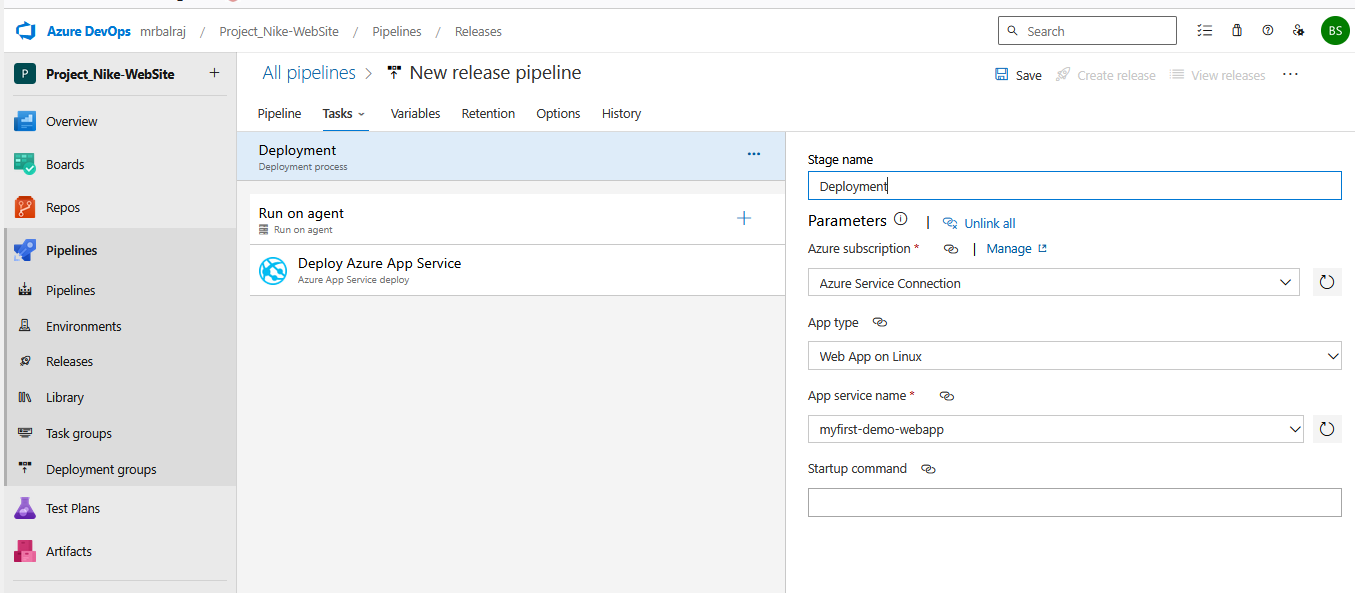 Azure DevOps mrbalraj / Project_Nike-WebSite / Pipelines / Releases
Search
BS
P Project_Nike-WebSite +
Overview
Boards
Repos
Pipelines
Pipelines
Environments
Releases
Library
Task groups
Deployment groups
Test Plans
Artifacts
All pipelines > New release pipeline
Save Create release View releases ...
Pipeline Tasks Variables Retention Options History
Deployment
Deployment process
Run on agent
Run on agent
Deploy Azure App Service
Azure App Service deploy
Stage name
Deployment
Parameters | Unlink all
Azure subscription * | Manage
Azure Service Connection
App type
Web App on Linux
App service name *
myfirst-demo-webapp
Startup command